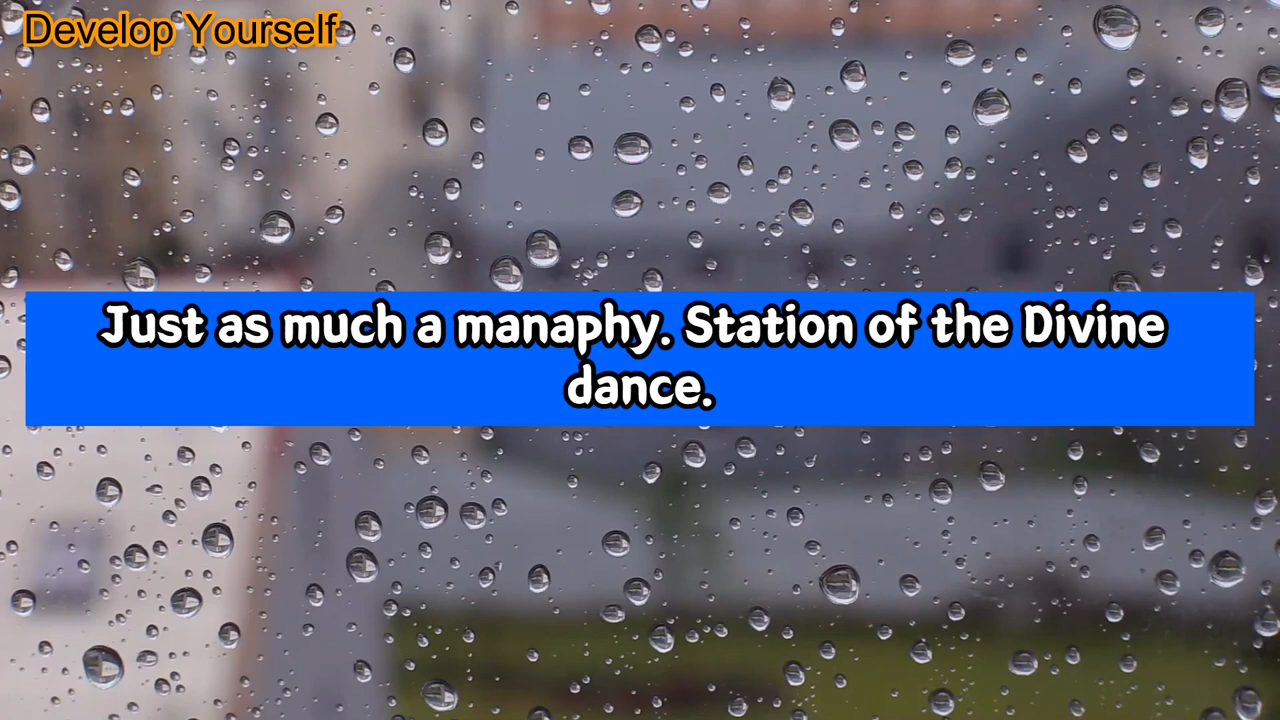 Develop Yourself
Just as much a manaphy. Station of the Divine
dance.